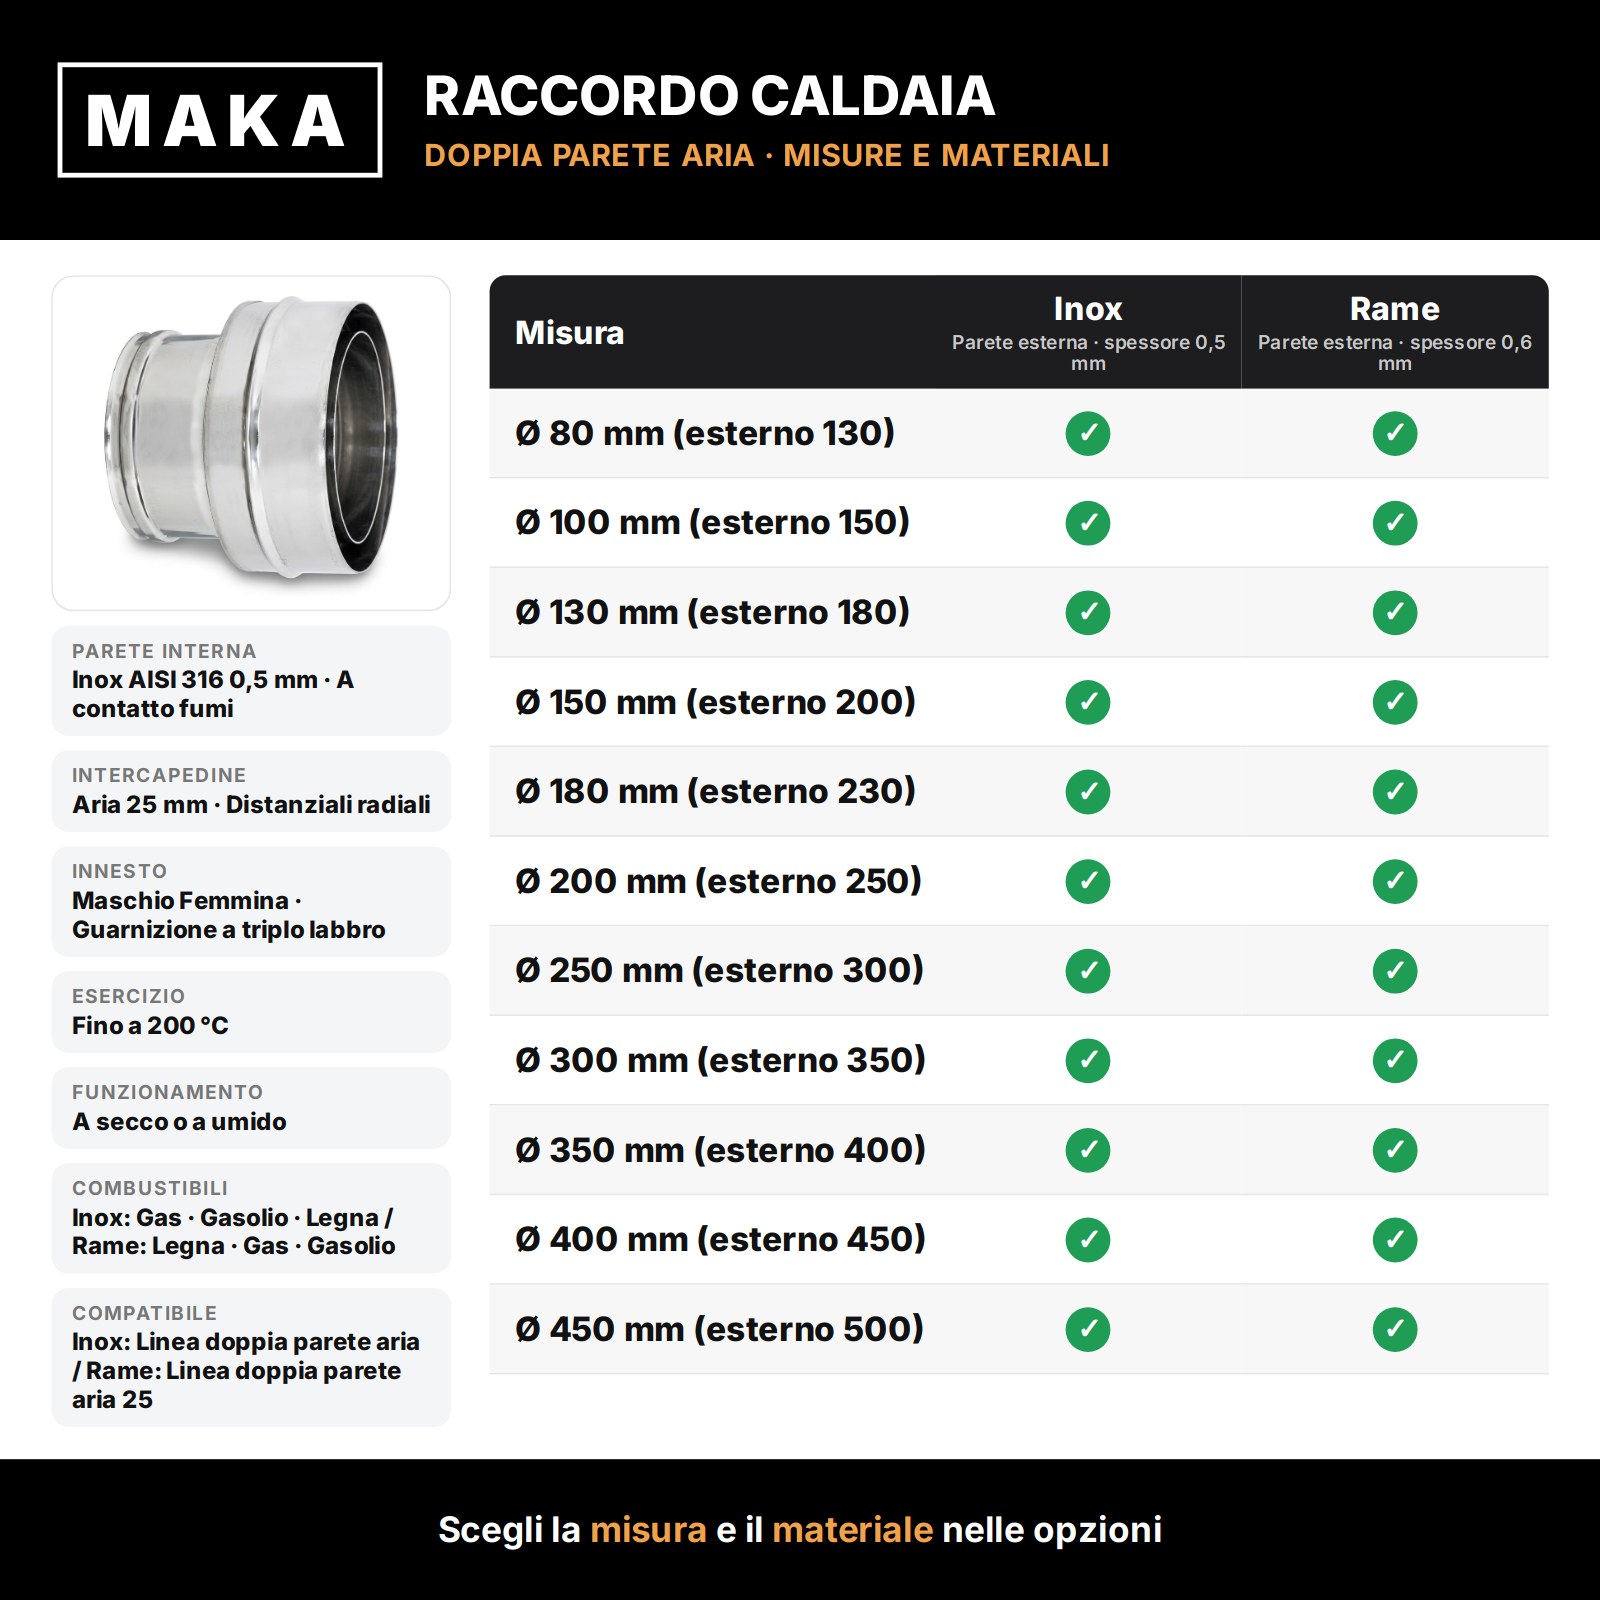 MAKA
RACCORDO CALDAIA
DOPPIA PARETE ARIA · MISURE E MATERIALI
PARETE INTERNA
Inox AISI 316 0,5 mm · A
contatto fumi
INTERCAPEDINE
Aria 25 mm · Distanziali radiali
INNESTO
Maschio Femmina ·
Guarnizione a triplo labbro
ESERCIZIO
Fino a 200 °C
FUNZIONAMENTO
A secco o a umido
COMBUSTIBILI
Inox: Gas · Gasolio · Legna /
Rame: Legna · Gas · Gasolio
COMPATIBILE
Inox: Linea doppia parete aria
/ Rame: Linea doppia parete
aria 25
Misura
Inox
Parete esterna · spessore 0,5
mm
Rame
Parete esterna · spessore 0,6
mm
Ø 80 mm (esterno 130) ✓ ✓
Ø 100 mm (esterno 150) ✓ ✓
Ø 130 mm (esterno 180) ✓ ✓
Ø 150 mm (esterno 200) ✓ ✓
Ø 180 mm (esterno 230) ✓ ✓
Ø 200 mm (esterno 250) ✓ ✓
Ø 250 mm (esterno 300) ✓ ✓
Ø 300 mm (esterno 350) ✓ ✓
Ø 350 mm (esterno 400) ✓ ✓
Ø 400 mm (esterno 450) ✓ ✓
Ø 450 mm (esterno 500) ✓ ✓
Scegli la misura e il materiale nelle opzioni